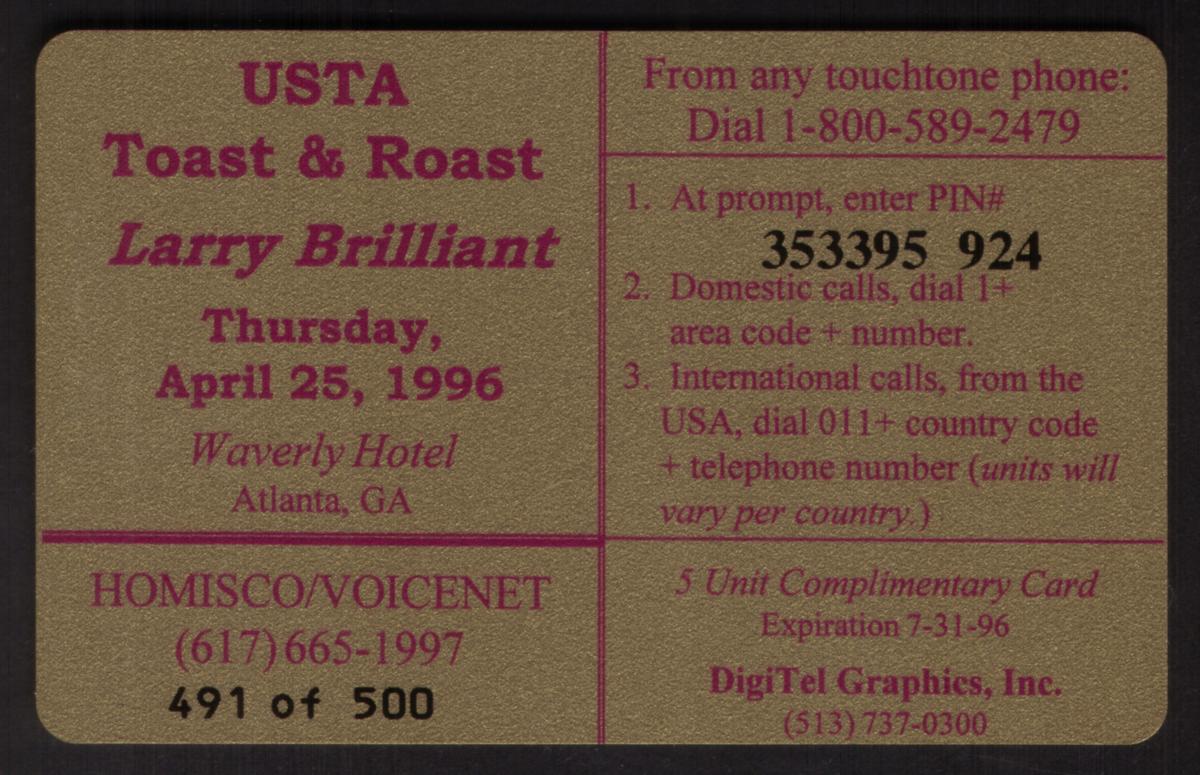 USTA
Toast & Roast
Larry Brilliant
Thursday,
April 25, 1996
Waverly Hotel
Atlanta, GA
HOMISCO/VOICENET
(617) 665-1997
491 of 500
From any touchtone phone:
Dial 1-800-589-2479
1. At prompt, enter PIN#
353395 924
2. Domestic calls, dial 1+
area code + number.
3. International calls, from the
USA, dial 011+ country code
+ telephone number (units will
vary per country.)
5 Unit Complimentary Card
Expiration 7-31-96
DigiTel Graphics, Inc.
(513) 737-0300